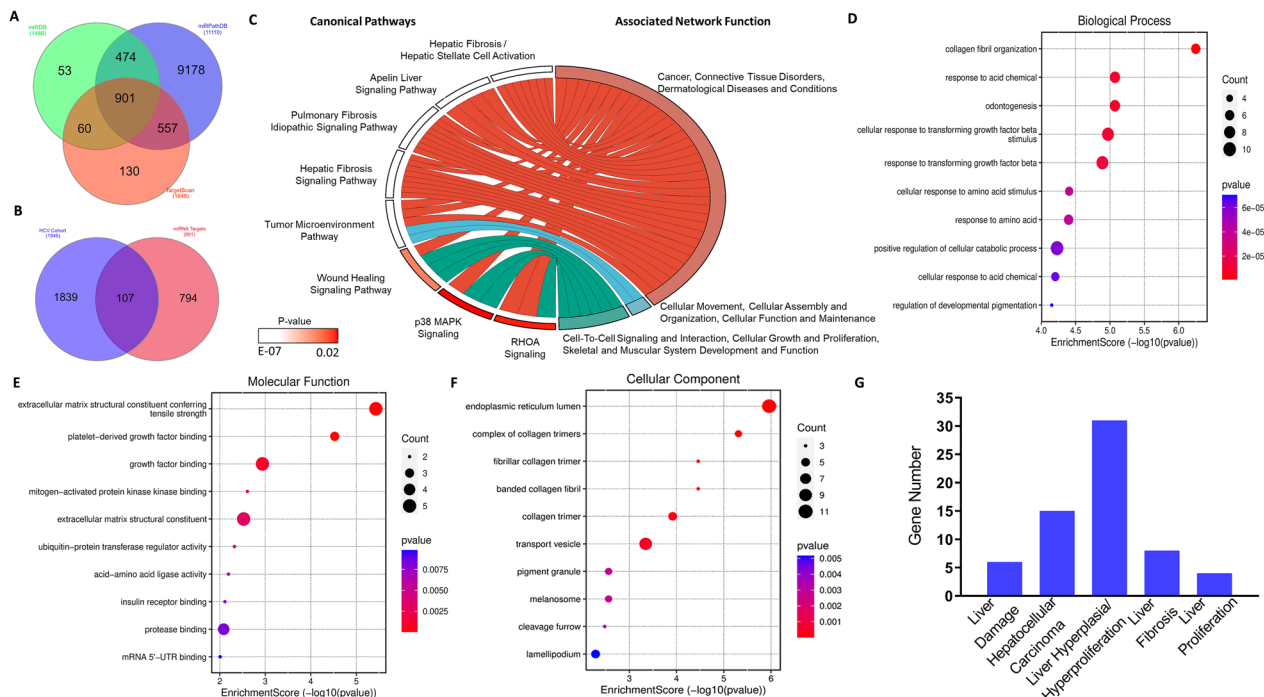 A
miRDB
(1488)
miRPathDB
(11110)
53
474
9178
901
60
557
130
TargetScan
(1648)
B
HCV Cohort
(1946)
miRNA Targets
(901)
1839
107
794
C
Canonical Pathways
Associated Network Function
Hepatic Fibrosis /
Hepatic Stellate Cell Activation
Apelin Liver
Signaling Pathway
Pulmonary Fibrosis
Idiopathic Signaling Pathway
Hepatic Fibrosis
Signaling Pathway
Tumor Microenvironment
Pathway
Wound Healing
Signaling Pathway
p38 MAPK
Signaling
RHOA
Signaling
Cancer, Connective Tissue Disorders,
Dermatological Diseases and Conditions
Cellular Movement, Cellular Assembly and
Organization, Cellular Function and Maintenance
Cell-To-Cell Signaling and Interaction, Cellular Growth and Proliferation,
Skeletal and Muscular System Development and Function
P-value
E-07
0.02
D
Biological Process
collagen fibril organization
response to acid chemical
odontogenesis
cellular response to transforming growth factor beta
stimulus
response to transforming growth factor beta
cellular response to amino acid stimulus
response to amino acid
positive regulation of cellular catabolic process
cellular response to acid chemical
regulation of developmental pigmentation
4.0
4.5
5.0
5.5
6.0
EnrichmentScore (−log10(pvalue))
Count
4
6
8
10
pvalue
6e−05
4e−05
2e−05
E
Molecular Function
extracellular matrix structural constituent conferring
tensile strength
platelet−derived growth factor binding
growth factor binding
mitogen−activated protein kinase kinase binding
extracellular matrix structural constituent
ubiquitin−protein transferase regulator activity
acid−amino acid ligase activity
insulin receptor binding
protease binding
mRNA 5'−UTR binding
2
3
4
5
EnrichmentScore (−log10(pvalue))
Count
2
3
4
5
pvalue
0.0075
0.0050
0.0025
F
Cellular Component
endoplasmic reticulum lumen
complex of collagen trimers
fibrillar collagen trimer
banded collagen fibril
collagen trimer
transport vesicle
pigment granule
melanosome
cleavage furrow
lamellipodium
3
4
5
6
EnrichmentScore (−log10(pvalue))
Count
3
5
7
9
11
pvalue
0.005
0.004
0.003
0.002
0.001
G
Gene Number
35
30
25
20
15
10
5
0
Liver
Damage
Hepatocellular
Carcinoma
Liver Hyperplasia/
Hyperproliferation
Liver
Fibrosis
Liver
Proliferation